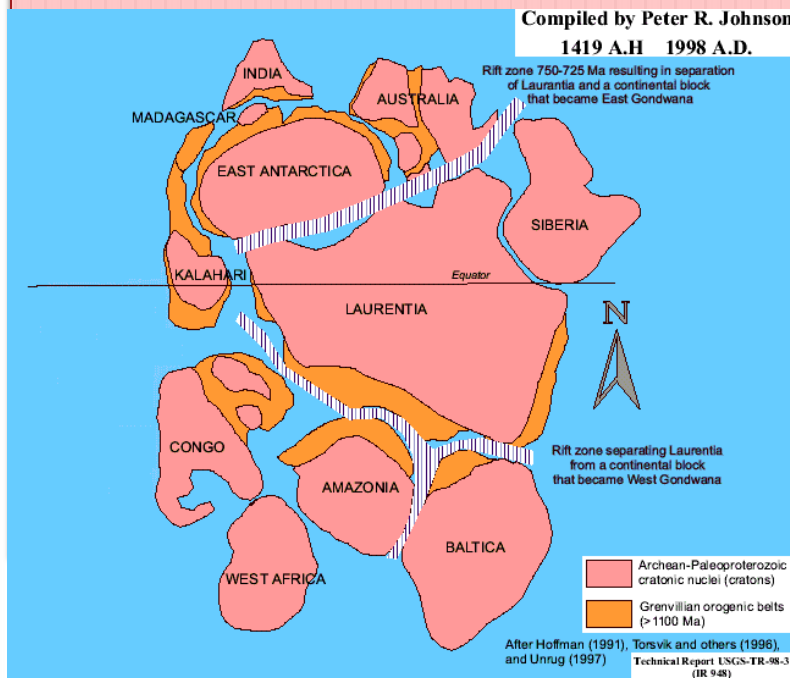 Compiled by Peter R. Johnson
1419 A.H 1998 A.D.
Rift zone 750-725 Ma resulting in separation
of Laurantia and a continental block
that became East Gondwana
INDIA
AUSTRALIA
MADAGASCAR
EAST ANTARCTICA
SIBERIA
KALAHARI
Equator
LAURENTIA
N
CONGO
Rift zone separating Laurentia
from a continental block
that became West Gondwana
AMAZONIA
BALTICA
WEST AFRICA
Archean-Paleoproterozoic
cratonic nuclei (cratons)
Grenvillian orogenic belts
(>1100 Ma)
After Hoffman (1991), Torsvik and others (1996),
and Unrug (1997)
Technical Report USGS-TR-98-3
(IR 948)